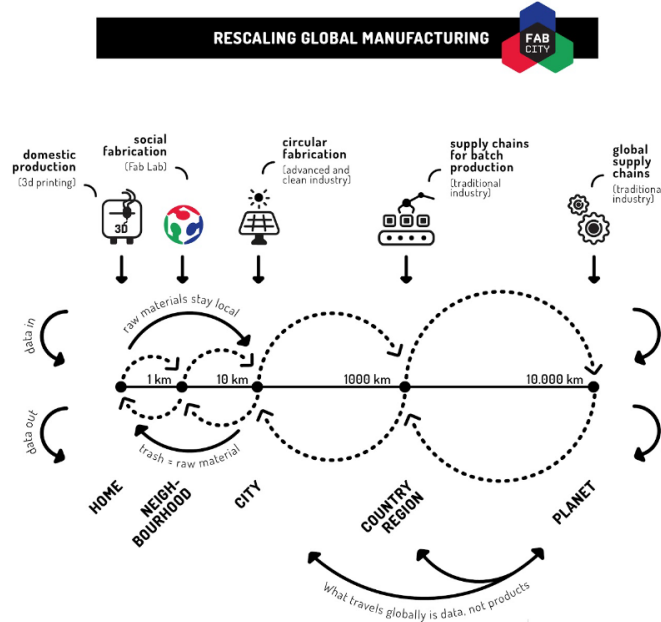 RESCALING GLOBAL MANUFACTURING
FAB
CITY
domestic
production
(3d printing)
social
fabrication
(Fab Lab)
circular
fabrication
(advanced and
clean industry)
supply chains
for batch
production
(traditional
industry)
global
supply
chains
(traditiona
industry)
3D
raw materials stay local
data in
1 km
10 km
1000 km
10.000 km
data out
trash = raw material
HOME
NEIGH-
BOURHOOD
CITY
COUNTRY
REGION
PLANET
What travels globally is data, not products